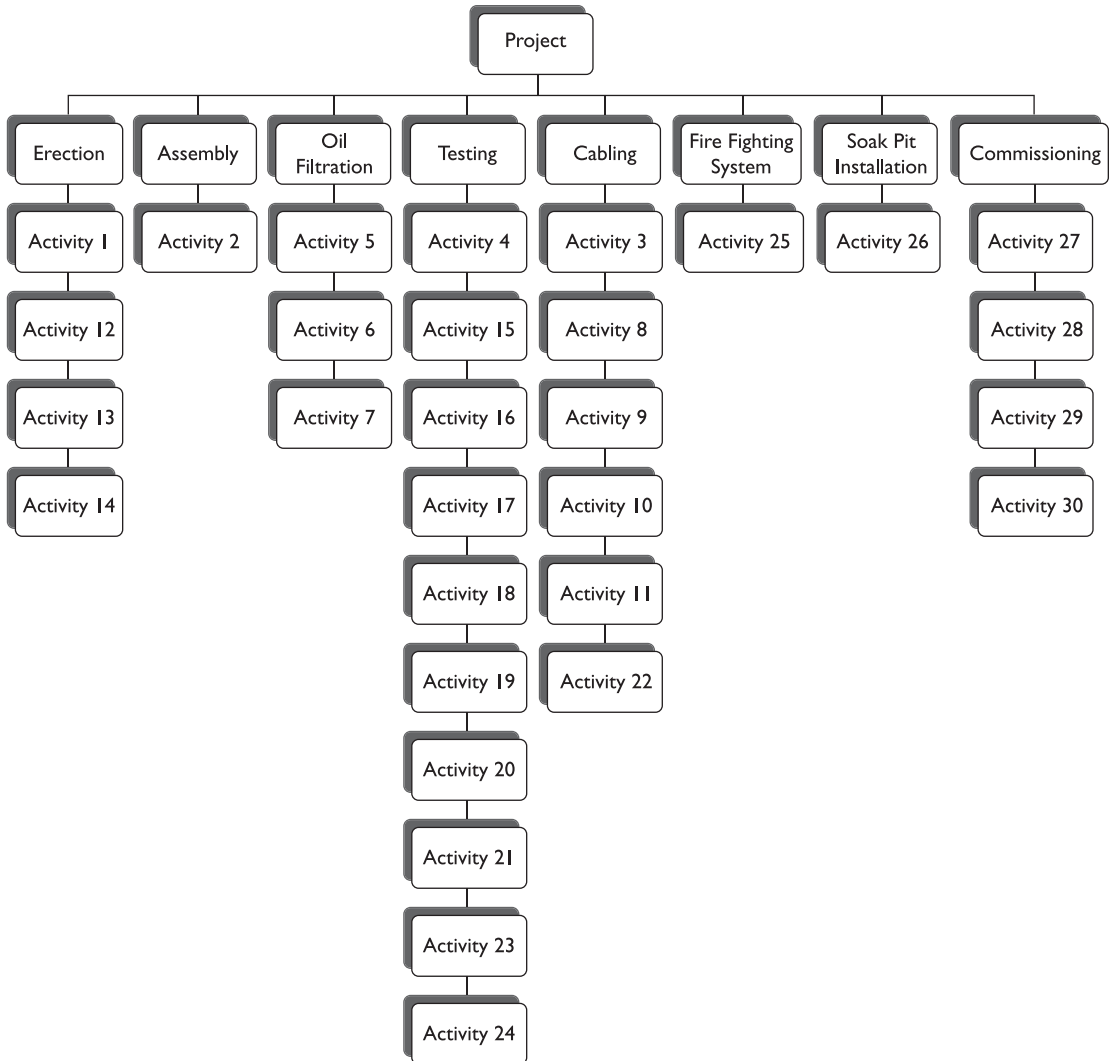 Project
Erection
Assembly
Oil
Filtration
Testing
Cabling
Fire Fighting
System
Soak Pit
Installation
Commissioning
Activity 1
Activity 2
Activity 5
Activity 4
Activity 3
Activity 25
Activity 26
Activity 27
Activity 12
Activity 6
Activity 15
Activity 8
Activity 28
Activity 13
Activity 7
Activity 16
Activity 9
Activity 29
Activity 14
Activity 17
Activity 10
Activity 30
Activity 18
Activity 11
Activity 19
Activity 22
Activity 20
Activity 21
Activity 23
Activity 24